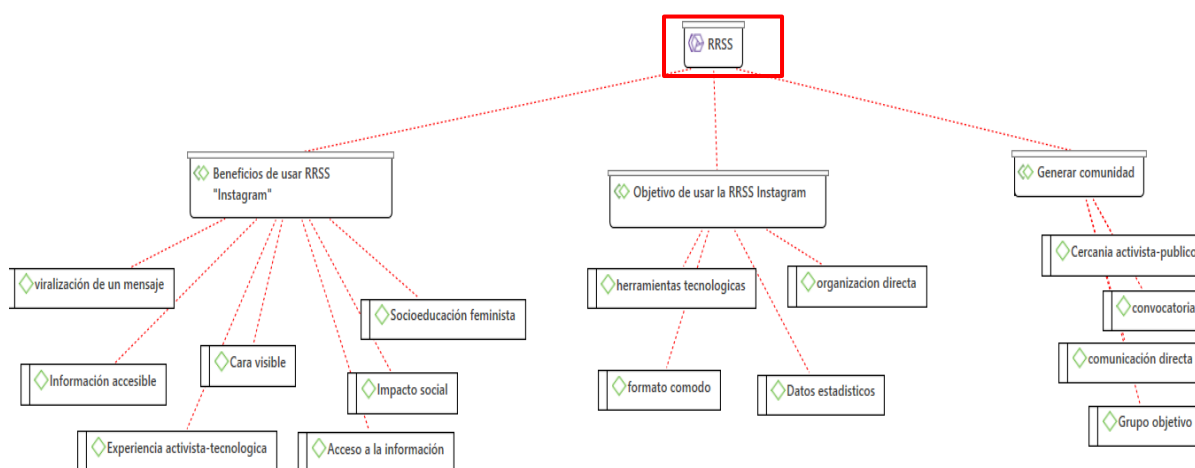 RRSS
Beneficios de usar RRSS
"Instagram"
Objetivo de usar la RRSS Instagram
Generar comunidad
viralización de un mensaje
Información accesible
Experiencia activista-tecnologica
Cara visible
Socioeducación feminista
Impacto social
Acceso a la información
herramientas tecnologicas
formato comodo
organizacion directa
Datos estadisticos
Cercania activista-publico
convocatoria
comunicación directa
Grupo objetivo